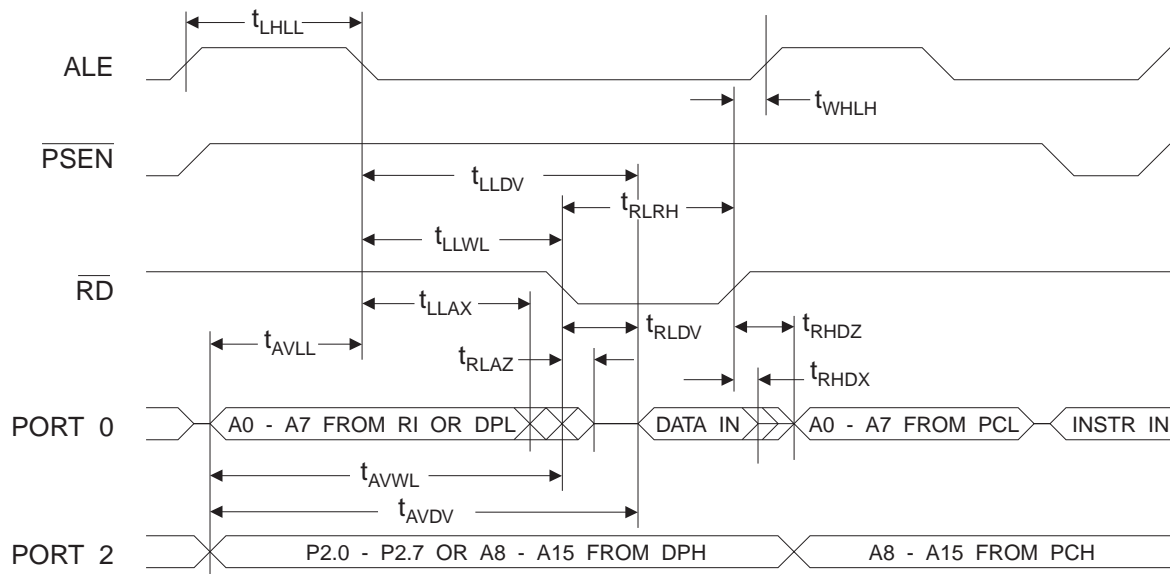 tLHLL
ALE
tWHLH
PSEN
tLLDV
tRLRH
tLLWL
RD
tLLAX
tRLDV
tRHDZ
tAVLL
tRLAZ
tRHDX
PORT 0
A0 - A7 FROM RI OR DPL
DATA IN
A0 - A7 FROM PCL
INSTR IN
tAVWL
tAVDV
PORT 2
P2.0 - P2.7 OR A8 - A15 FROM DPH
A8 - A15 FROM PCH